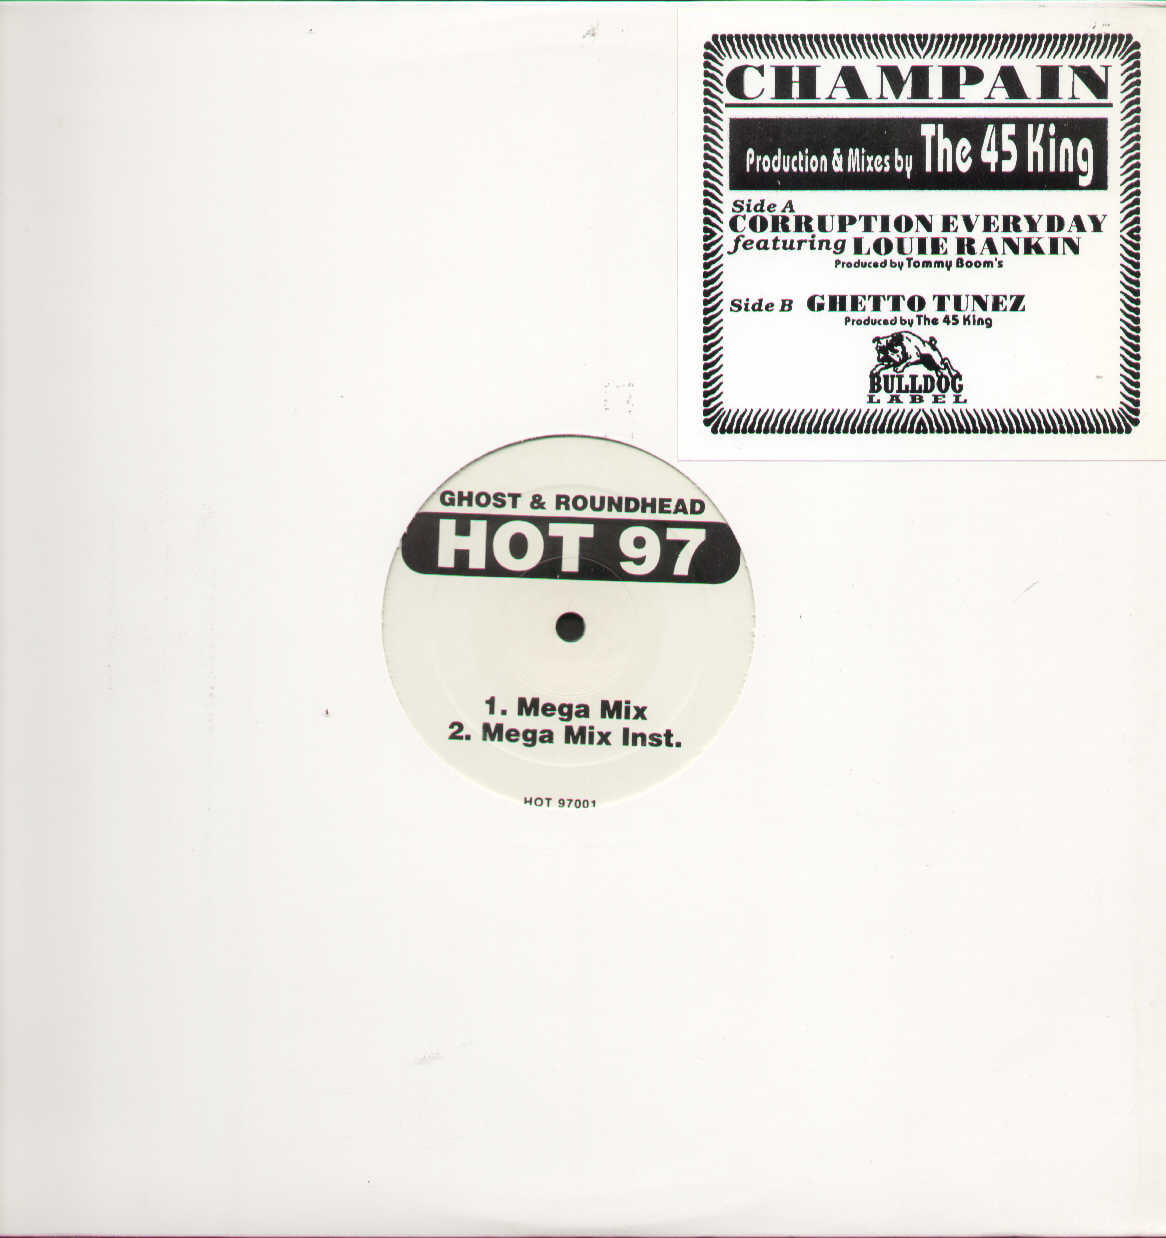 CHAMPAIN
Production & Mixes by The 45 King
Side A
CORRUPTION EVERYDAY
featuring LOUIE RANKIN
Produced by Tommy Boom's
Side B GHETTO TUNEZ
Produced by The 45 King
BULLDOG
LABEL
GHOST & ROUNDHEAD
HOT 97
1. Mega Mix
2. Mega Mix Inst.
HOT 97001